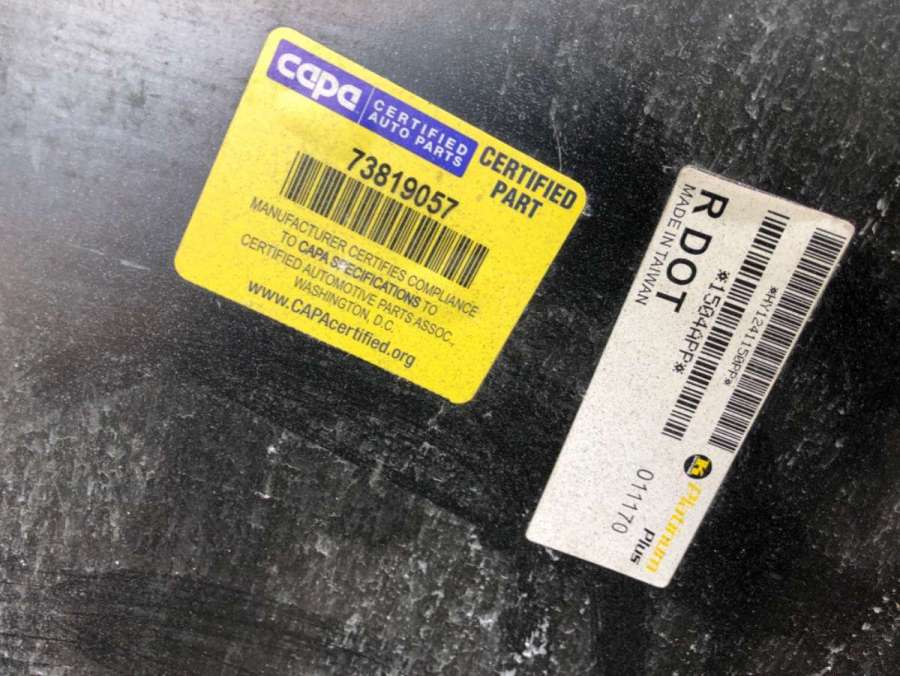 capa
CERTIFIED
AUTO PARTS
CERTIFIED
PART
73819057
MANUFACTURER CERTIFIES COMPLIANCE
TO CAPA SPECIFICATIONS TO
CERTIFIED AUTOMOTIVE PARTS ASSOC.,
WASHINGTON, D.C.
www.CAPAcertified.org
R DOT
MADE IN TAIWAN
*1504APP*
*HY1241150PP*
K
Platinum
plus
011170